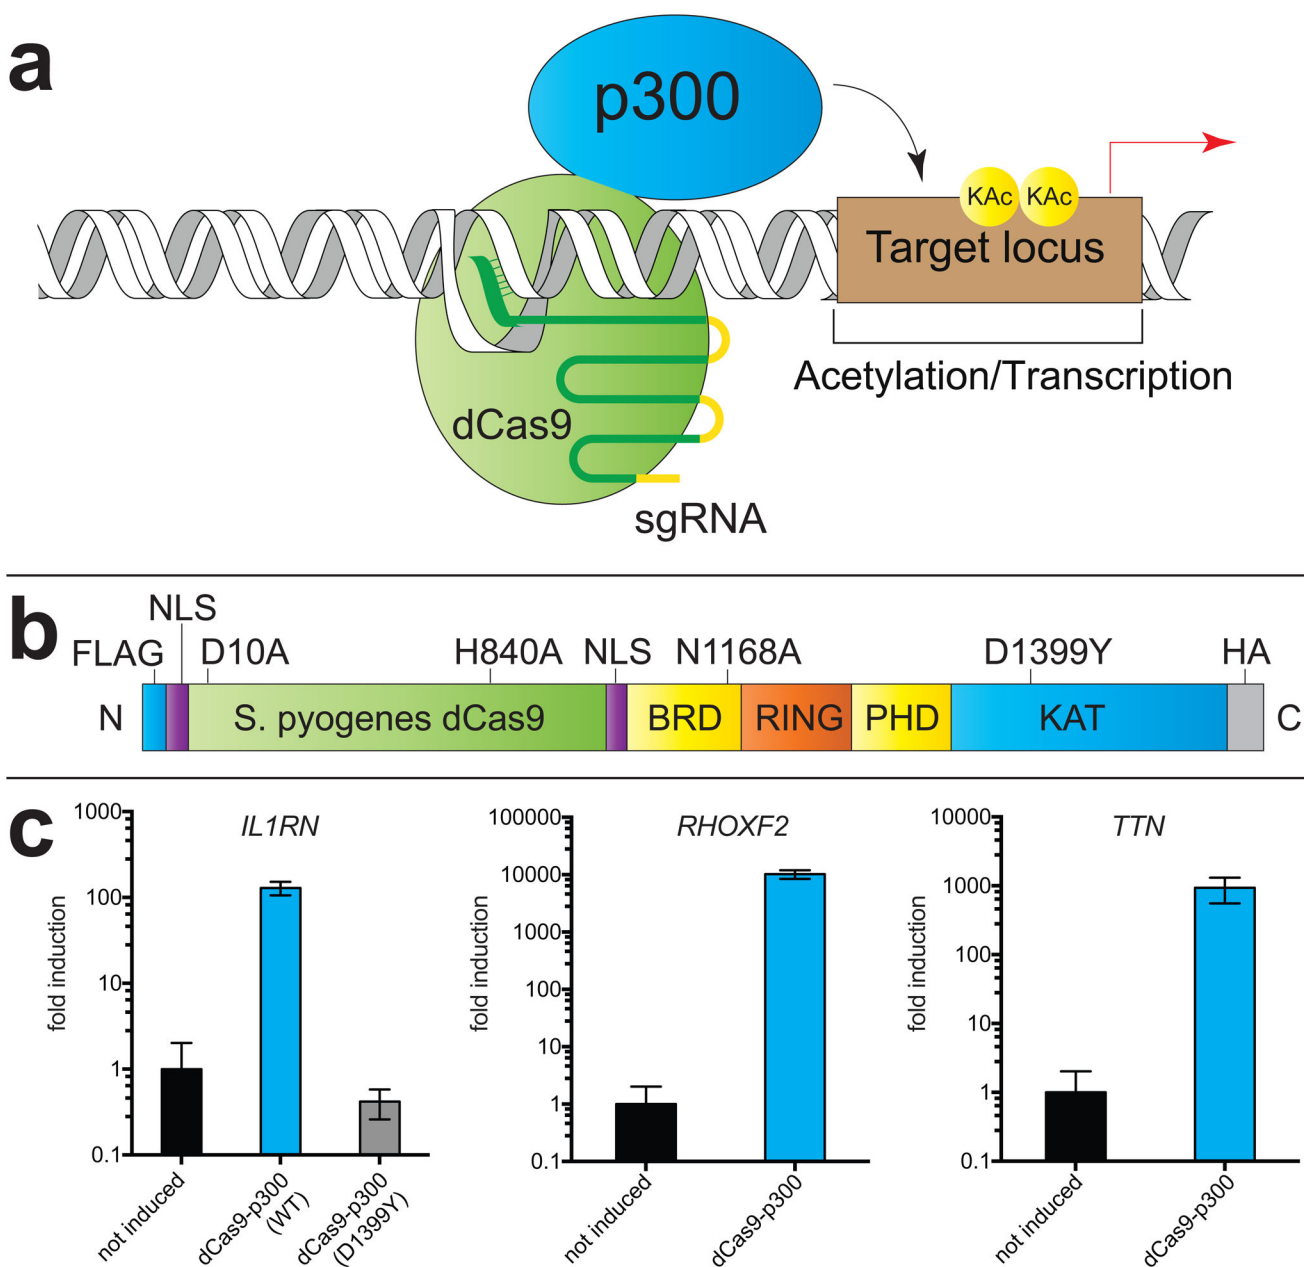 a
p300
KAc KAc
Target locus
Acetylation/Transcription
dCas9
sgRNA
b
NLS
FLAG D10A H840A NLS N1168A D1399Y HA
N S. pyogenes dCas9 BRD RING PHD KAT C
c
IL1RN
1000
100
10
1
0.1
fold induction
not induced
dCas9-p300
(WT)
dCas9-p300
(D1399Y)
RHOXF2
100000
10000
1000
100
10
1
0.1
fold induction
not induced
dCas9-p300
TTN
10000
1000
100
10
1
0.1
fold induction
not induced
dCas9-p300